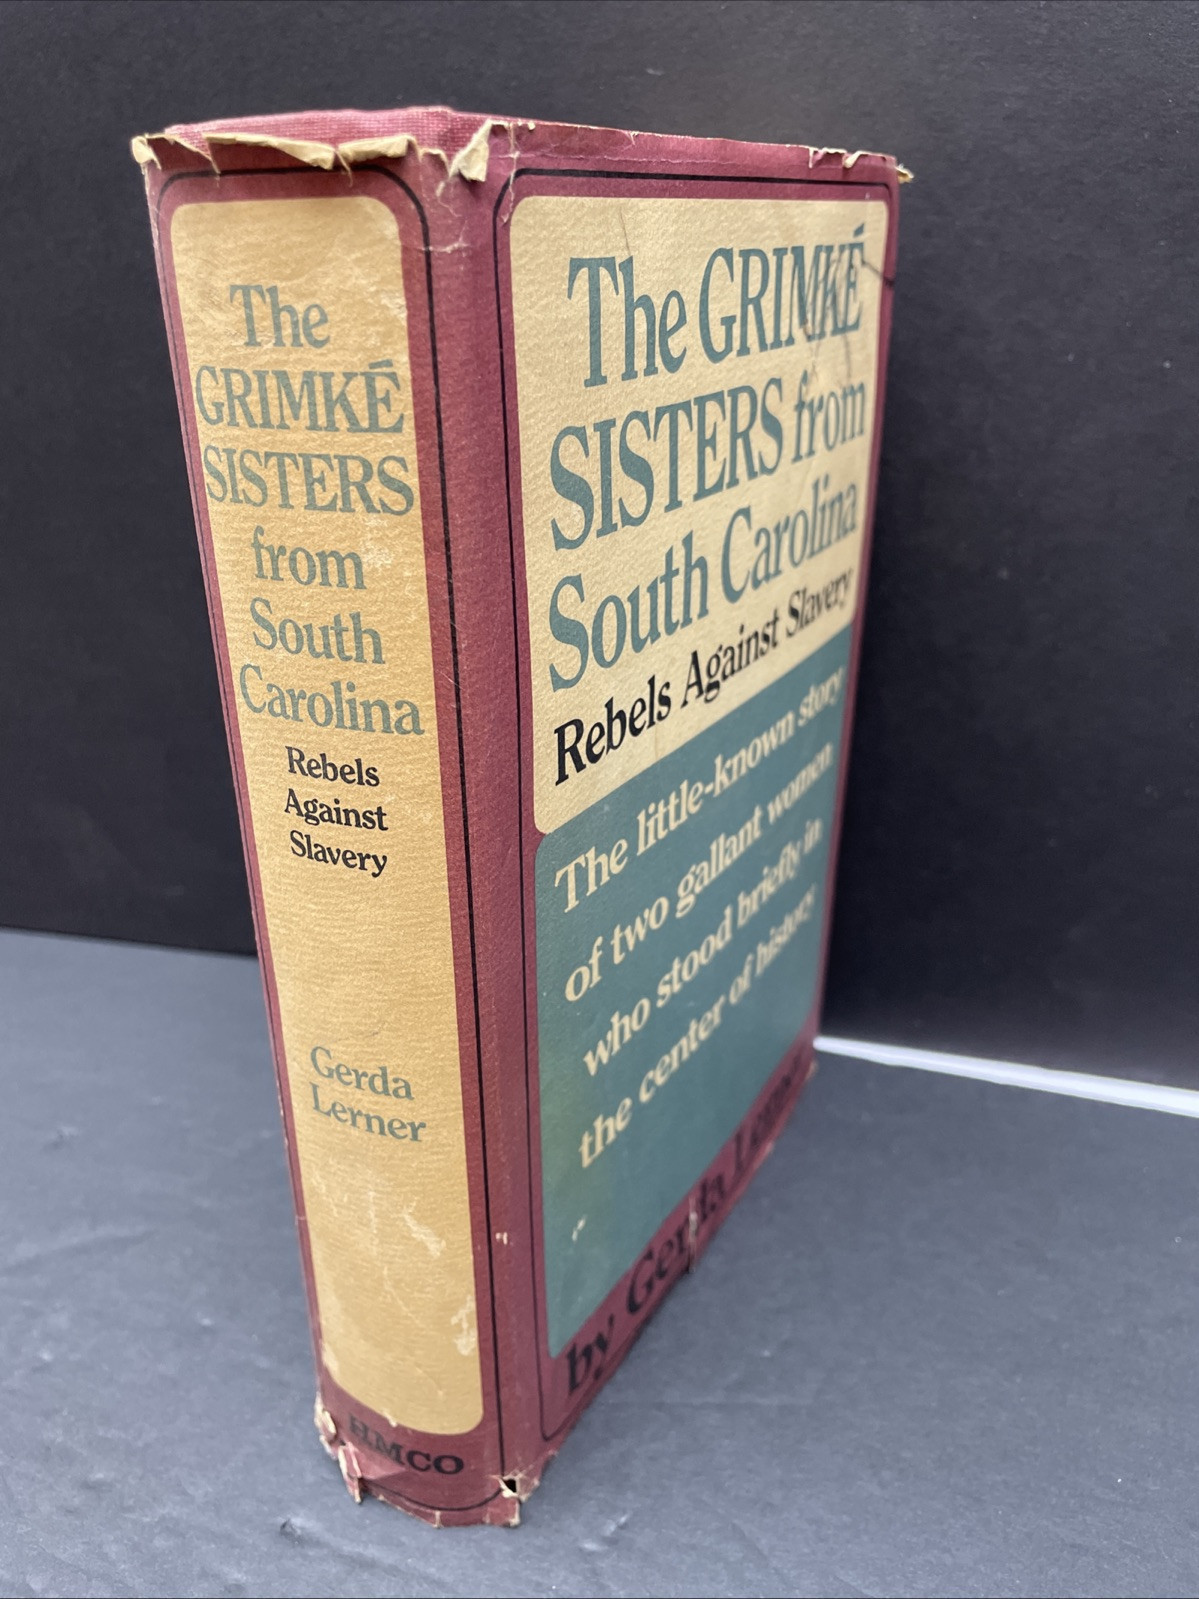 The
GRIMKÉ
SISTERS
from
South
Carolina
Rebels
Against
Slavery
Gerda
Lerner
HMCO
The GRIMKÉ
SISTERS from
South Carolina
Rebels Against Slavery
The little-known story
of two gallant women
who stood briefly in
the center of history
by Gerda Lerner